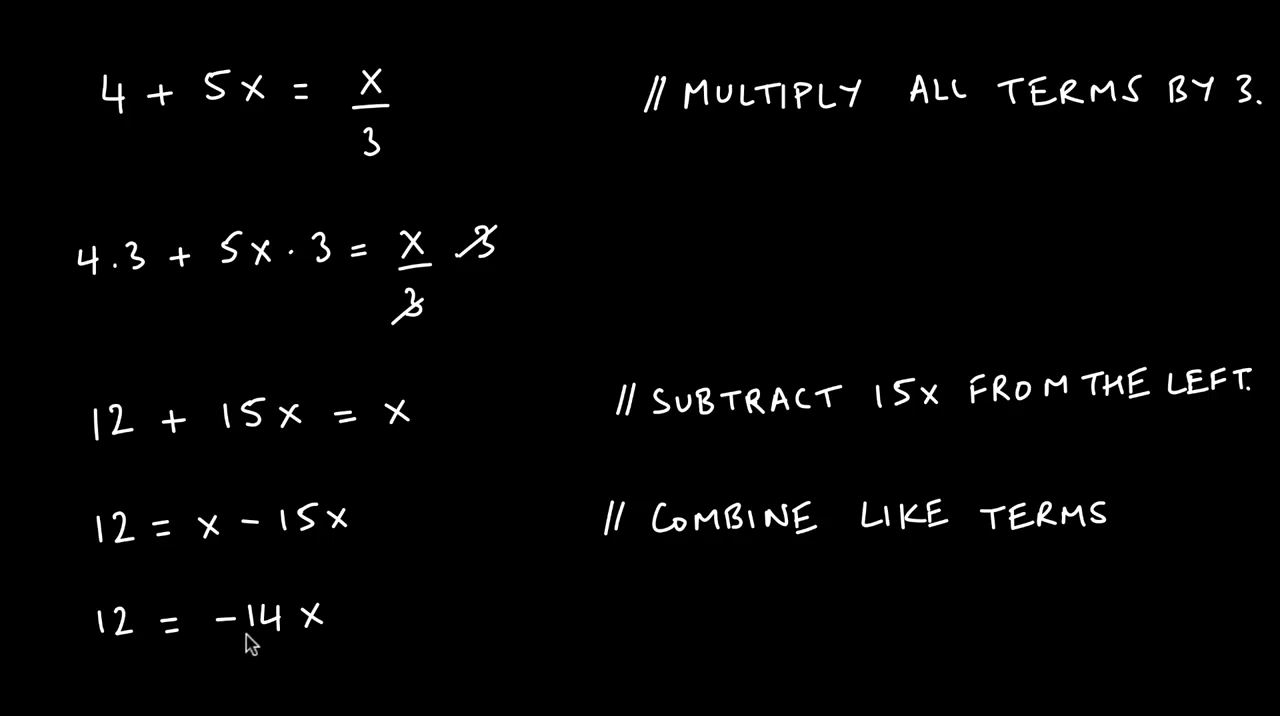 4 + 5x = x/3 // MULTIPLY ALL TERMS BY 3.
4.3 + 5x · 3 = x/3 3
12 + 15x = x // SUBTRACT 15x FROM THE LEFT.
12 = x - 15x // COMBINE LIKE TERMS
12 = -14x